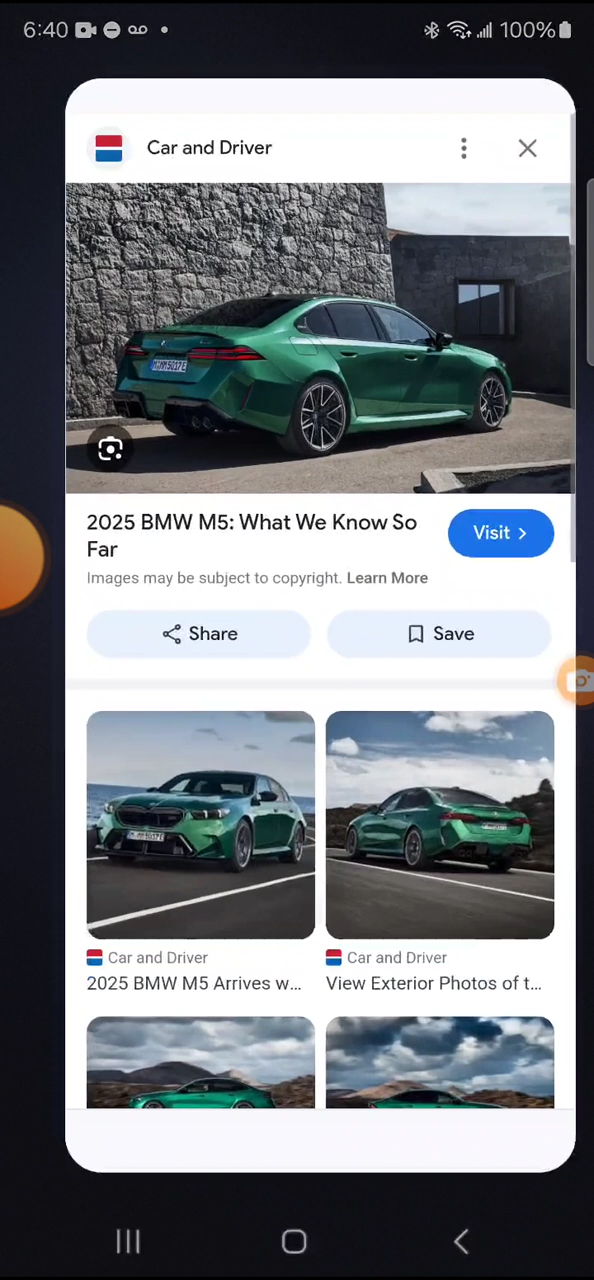 6:40
100%
Car and Driver
2025 BMW M5: What We Know So
Far
Visit
Images may be subject to copyright. Learn More
Share
Save
Car and Driver
2025 BMW M5 Arrives w...
Car and Driver
View Exterior Photos of t...